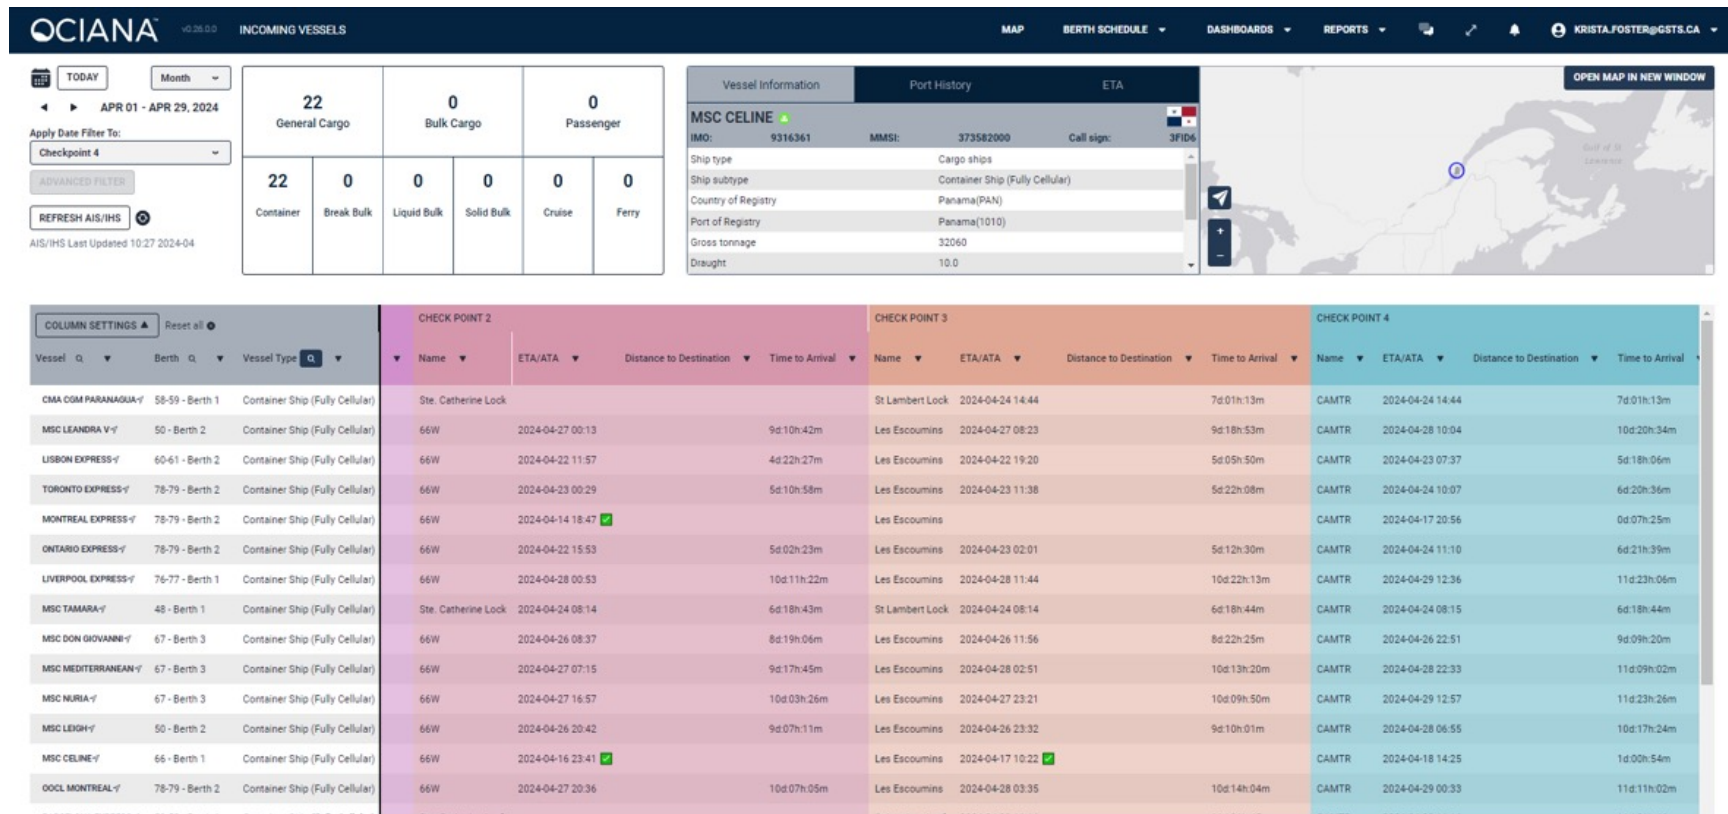 OCIANA™ v0.26.0.0 INCOMING VESSELS MAP BERTH SCHEDULE DASHBOARDS REPORTS KRISTA.FOSTER@GSTS.CA
TODAY Month
APR 01 - APR 29, 2024
Apply Date Filter To:
Checkpoint 4
ADVANCED FILTER
REFRESH AIS/IHS
AIS/IHS Last Updated 10:27 2024-04
22 0 0
General Cargo Bulk Cargo Passenger
22 0 0 0 0 0
Container Break Bulk Liquid Bulk Solid Bulk Cruise Ferry
Vessel Information Port History ETA
MSC CELINE
IMO: 9316361 MMSI: 373582000 Call sign: 3FID6
Ship type Cargo ships
Ship subtype Container Ship (Fully Cellular)
Country of Registry Panama(PAN)
Port of Registry Panama(1010)
Gross tonnage 32060
Draught 10.0
OPEN MAP IN NEW WINDOW
Gulf of St.
Lawrence
+
−
COLUMN SETTINGS Reset all CHECK POINT 2 CHECK POINT 3 CHECK POINT 4
Vessel Berth Vessel Type Name ETA/ATA Distance to Destination Time to Arrival Name ETA/ATA Distance to Destination Time to Arrival Name ETA/ATA Distance to Destination Time to Arrival
CMA CGM PARANAGUA 58-59 - Berth 1 Container Ship (Fully Cellular) Ste. Catherine Lock St Lambert Lock 2024-04-24 14:44 7d:01h:13m CAMTR 2024-04-24 14:44 7d:01h:13m
MSC LEANDRA V 50 - Berth 2 Container Ship (Fully Cellular) 66W 2024-04-27 00:13 9d:10h:42m Les Escoumins 2024-04-27 08:23 9d:18h:53m CAMTR 2024-04-28 10:04 10d:20h:34m
LISBON EXPRESS 60-61 - Berth 2 Container Ship (Fully Cellular) 66W 2024-04-22 11:57 4d:22h:27m Les Escoumins 2024-04-22 19:20 5d:05h:50m CAMTR 2024-04-23 07:37 5d:18h:06m
TORONTO EXPRESS 78-79 - Berth 2 Container Ship (Fully Cellular) 66W 2024-04-23 00:29 5d:10h:58m Les Escoumins 2024-04-23 11:38 5d:22h:08m CAMTR 2024-04-24 10:07 6d:20h:36m
MONTREAL EXPRESS 78-79 - Berth 2 Container Ship (Fully Cellular) 66W 2024-04-14 18:47 Les Escoumins CAMTR 2024-04-17 20:56 0d:07h:25m
ONTARIO EXPRESS 78-79 - Berth 2 Container Ship (Fully Cellular) 66W 2024-04-22 15:53 5d:02h:23m Les Escoumins 2024-04-23 02:01 5d:12h:30m CAMTR 2024-04-24 11:10 6d:21h:39m
LIVERPOOL EXPRESS 76-77 - Berth 1 Container Ship (Fully Cellular) 66W 2024-04-28 00:53 10d:11h:22m Les Escoumins 2024-04-28 11:44 10d:22h:13m CAMTR 2024-04-29 12:36 11d:23h:06m
MSC TAMARA 48 - Berth 1 Container Ship (Fully Cellular) Ste. Catherine Lock 2024-04-24 08:14 6d:18h:43m St Lambert Lock 2024-04-24 08:14 6d:18h:44m CAMTR 2024-04-24 08:15 6d:18h:44m
MSC DON GIOVANNI 67 - Berth 3 Container Ship (Fully Cellular) 66W 2024-04-26 08:37 8d:19h:06m Les Escoumins 2024-04-26 11:56 8d:22h:25m CAMTR 2024-04-26 22:51 9d:09h:20m
MSC MEDITERRANEAN 67 - Berth 3 Container Ship (Fully Cellular) 66W 2024-04-27 07:15 9d:17h:45m Les Escoumins 2024-04-28 02:51 10d:13h:20m CAMTR 2024-04-28 22:33 11d:09h:02m
MSC NURIA 67 - Berth 3 Container Ship (Fully Cellular) 66W 2024-04-27 16:57 10d:03h:26m Les Escoumins 2024-04-27 23:21 10d:09h:50m CAMTR 2024-04-29 12:57 11d:23h:26m
MSC LEIGH 50 - Berth 2 Container Ship (Fully Cellular) 66W 2024-04-26 20:42 9d:07h:11m Les Escoumins 2024-04-26 23:32 9d:10h:01m CAMTR 2024-04-28 06:55 10d:17h:24m
MSC CELINE 66 - Berth 1 Container Ship (Fully Cellular) 66W 2024-04-16 23:41 Les Escoumins 2024-04-17 10:22 CAMTR 2024-04-18 14:25 1d:00h:54m
OOCL MONTREAL 78-79 - Berth 2 Container Ship (Fully Cellular) 66W 2024-04-27 20:36 10d:07h:05m Les Escoumins 2024-04-28 03:35 10d:14h:04m CAMTR 2024-04-29 00:33 11d:11h:02m